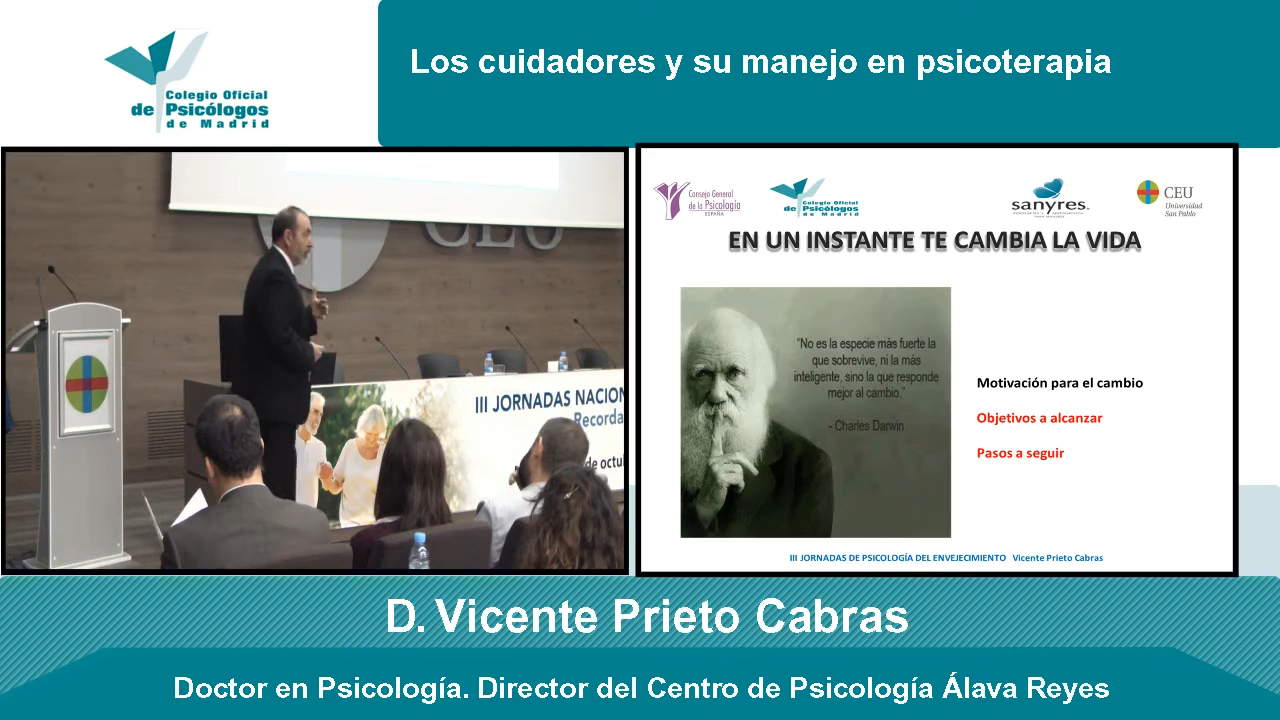 Colegio Oficial
de Psicólogos
de Madrid
Los cuidadores y su manejo en psicoterapia
CEU
III JORNADAS NACION
Recorda
de octu
Consejo General
de la Psicología
ESPAÑA
Colegio Oficial
de Psicólogos
de Madrid
sanyres.
CEU
Universidad
San Pablo
EN UN INSTANTE TE CAMBIA LA VIDA
"No es la especie más fuerte la
que sobrevive, ni la más
inteligente, sino la que responde
mejor al cambio."
- Charles Darwin
Motivación para el cambio
Objetivos a alcanzar
Pasos a seguir
III JORNADAS DE PSICOLOGÍA DEL ENVEJECIMIENTO Vicente Prieto Cabras
D. Vicente Prieto Cabras
Doctor en Psicología. Director del Centro de Psicología Álava Reyes